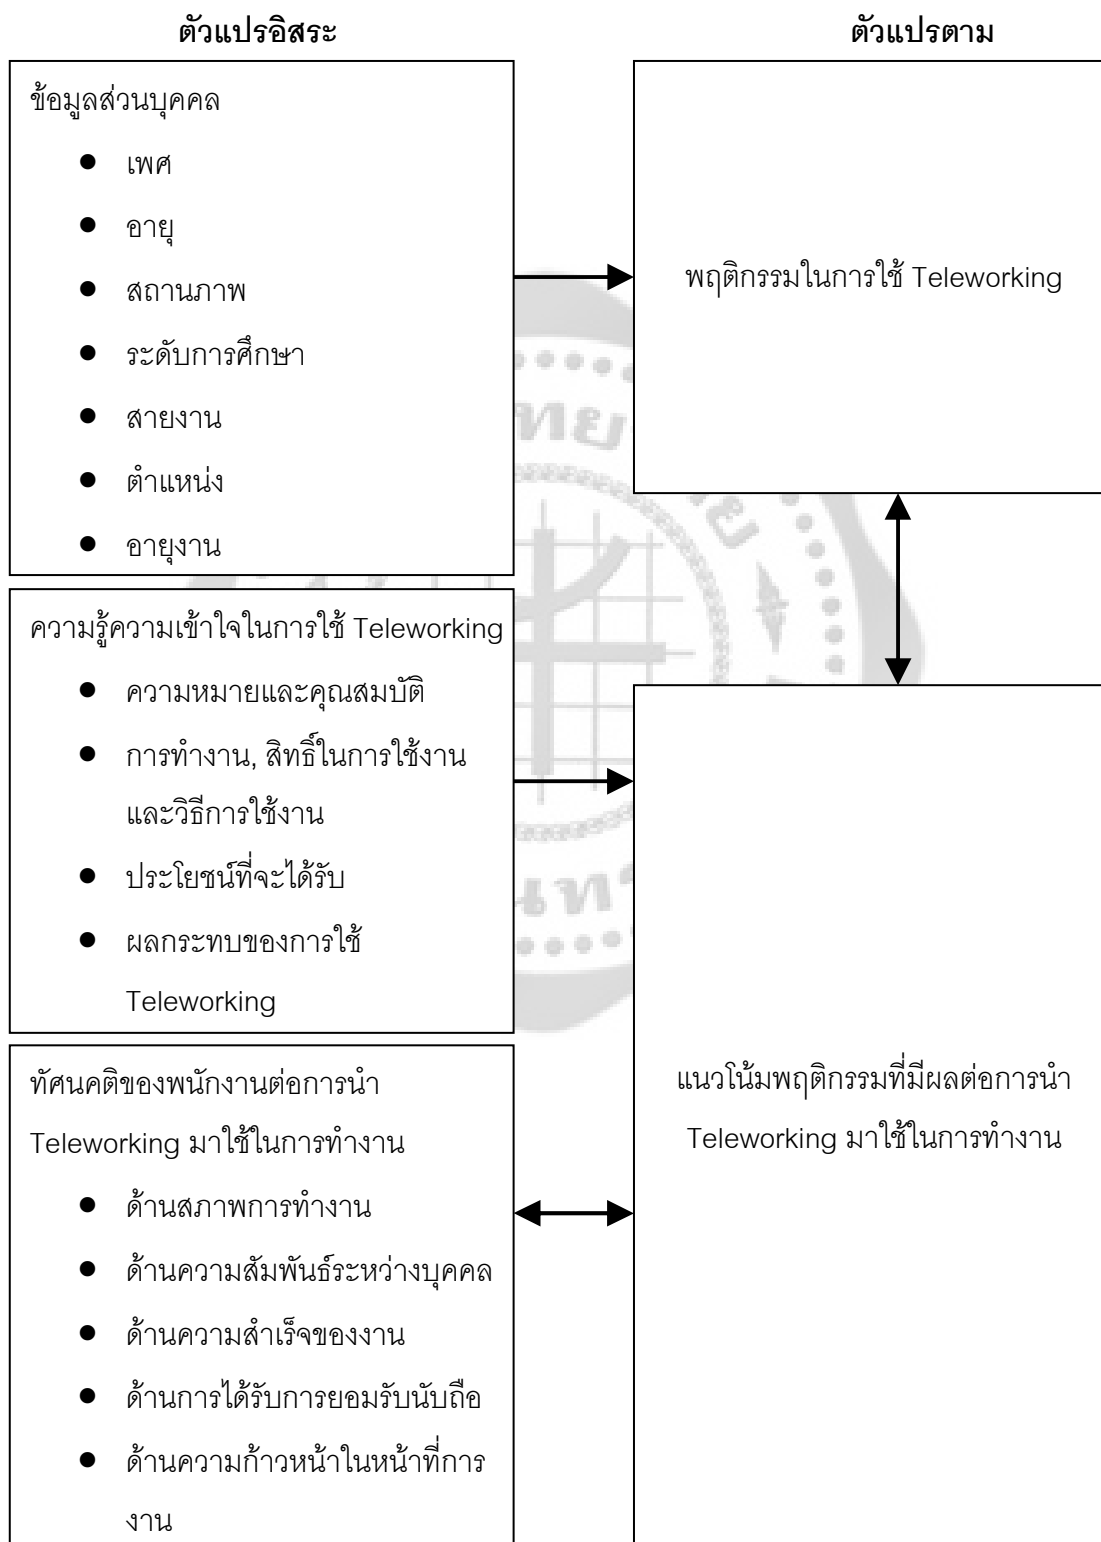 ตัวแปรอิสระ
ตัวแปรตาม
ข้อมูลส่วนบุคคล
● เพศ
● อายุ
● สถานภาพ
● ระดับการศึกษา
● สายงาน
● ตำแหน่ง
● อายุงาน
พฤติกรรมในการใช้ Teleworking
ความรู้ความเข้าใจในการใช้ Teleworking
● ความหมายและคุณสมบัติ
● การทำงาน, สิทธิ์ในการใช้งาน
และวิธีการใช้งาน
● ประโยชน์ที่จะได้รับ
● ผลกระทบของการใช้
Teleworking
ทัศนคติของพนักงานต่อการนำ
Teleworking มาใช้ในการทำงาน
● ด้านสภาพการทำงาน
● ด้านความสัมพันธ์ระหว่างบุคคล
● ด้านความสำเร็จของงาน
● ด้านการได้รับการยอมรับนับถือ
● ด้านความก้าวหน้าในหน้าที่การ
งาน
แนวโน้มพฤติกรรมที่มีผลต่อการนำ
Teleworking มาใช้ในการทำงาน